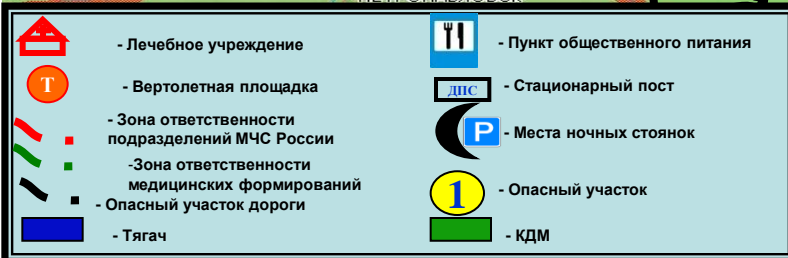 - Лечебное учреждение
Т
- Вертолетная площадка
- Зона ответственности
подразделений МЧС России
-Зона ответственности
медицинских формирований
- Опасный участок дороги
- Тягач
- Пункт общественного питания
ДПС
- Стационарный пост
P
- Места ночных стоянок
1
- Опасный участок
- КДМ